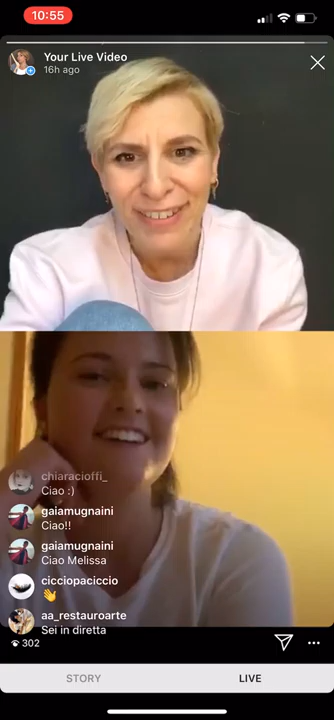 10:55
Your Live Video
16h ago
chiaracioffi_
Ciao :)
gaiamugnaini
Ciao!!
gaiamugnaini
Ciao Melissa
cicciopaciccio
👋
aa_restauroarte
Sei in diretta
302
STORY
LIVE